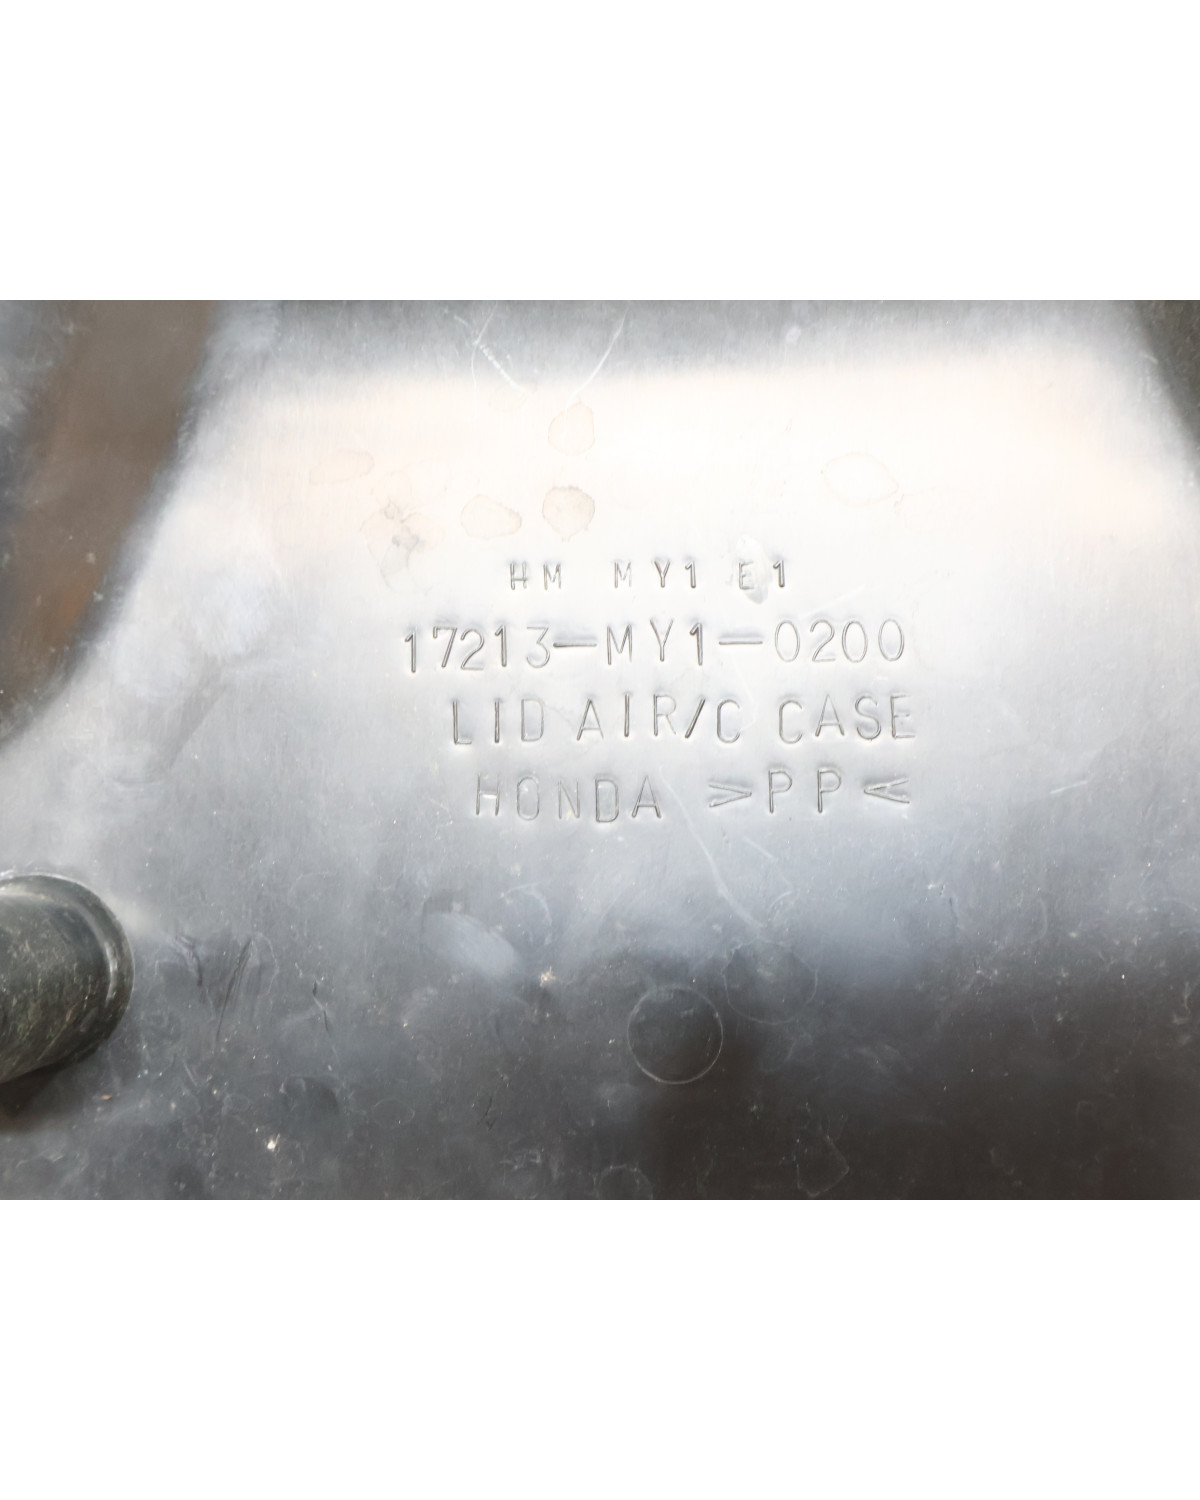 HM MY1 E1
17213-MY1-0200
LID AIR/C CASE
HONDA >PP<